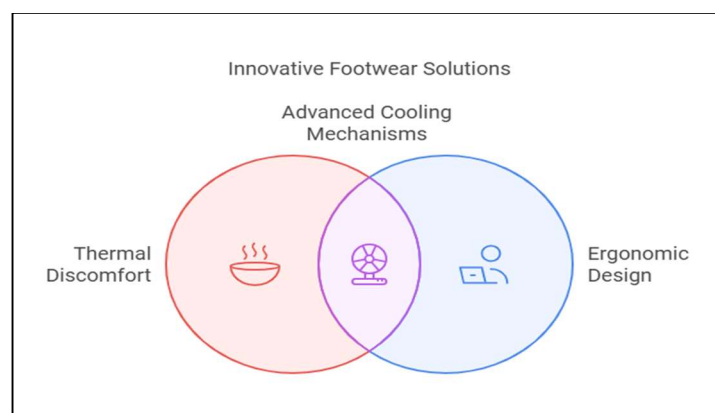 Innovative Footwear Solutions
Advanced Cooling
Mechanisms
Thermal
Discomfort
Ergonomic
Design